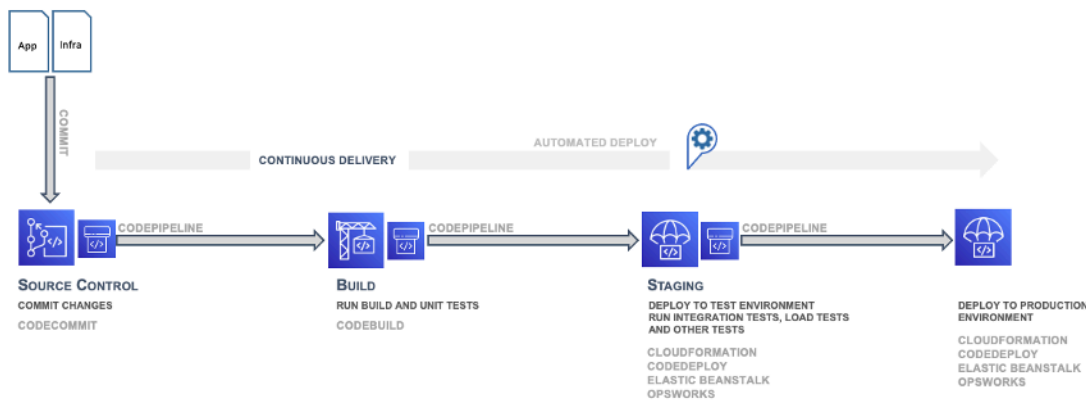 App
Infra
COMMIT
AUTOMATED DEPLOY
CONTINUOUS DELIVERY
CODEPIPELINE
CODEPIPELINE
CODEPIPELINE
SOURCE CONTROL
COMMIT CHANGES
CODECOMMIT
BUILD
RUN BUILD AND UNIT TESTS
CODEBUILD
STAGING
DEPLOY TO TEST ENVIRONMENT
RUN INTEGRATION TESTS, LOAD TESTS
AND OTHER TESTS
CLOUDFORMATION
CODEDEPLOY
ELASTIC BEANSTALK
OPSWORKS
DEPLOY TO PRODUCTION
ENVIRONMENT
CLOUDFORMATION
CODEDEPLOY
ELASTIC BEANSTALK
OPSWORKS